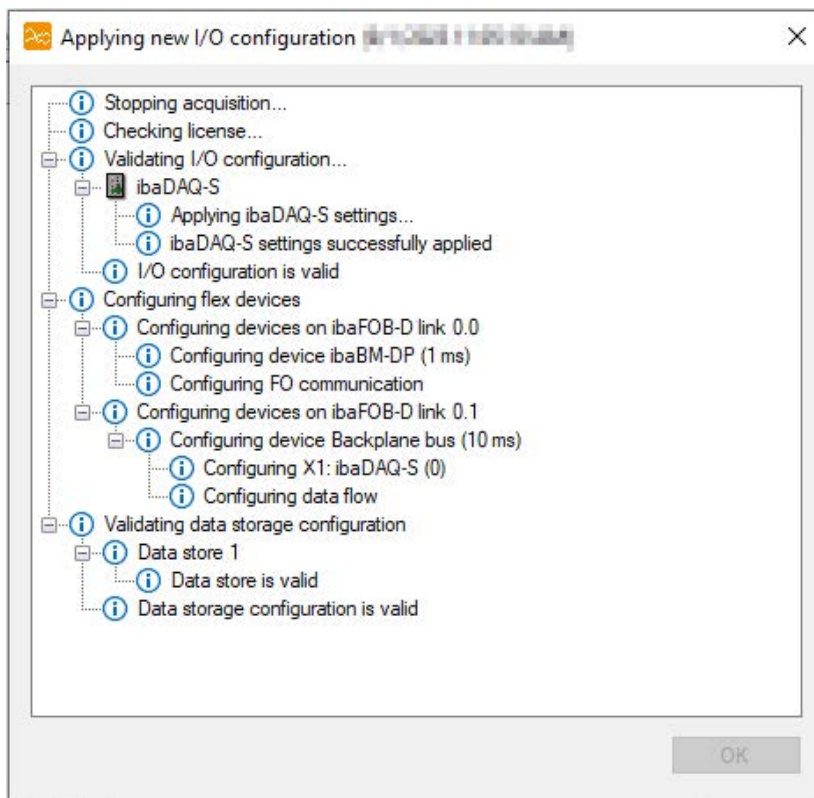 Applying new I/O configuration
Stopping acquisition...
Checking license...
Validating I/O configuration...
ibaDAQ-S
Applying ibaDAQ-S settings...
ibaDAQ-S settings successfully applied
I/O configuration is valid
Configuring flex devices
Configuring devices on ibaFOB-D link 0.0
Configuring device ibaBM-DP (1 ms)
Configuring FO communication
Configuring devices on ibaFOB-D link 0.1
Configuring device Backplane bus (10 ms)
Configuring X1: ibaDAQ-S (0)
Configuring data flow
Validating data storage configuration
Data store 1
Data store is valid
Data storage configuration is valid
OK